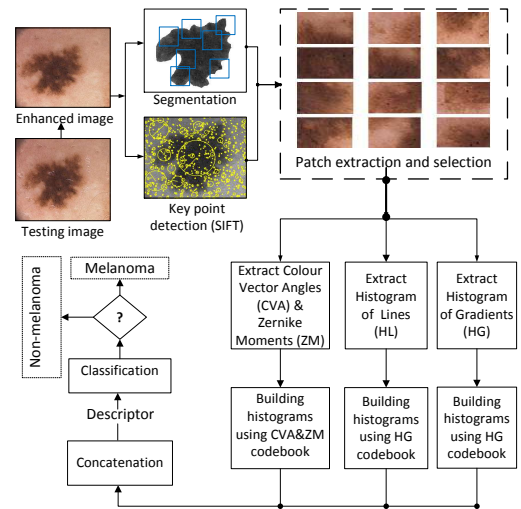 Enhanced image
Testing image
Segmentation
Key point
detection (SIFT)
Patch extraction and selection
Extract Colour
Vector Angles
(CVA) &
Zernike
Moments (ZM)
Extract
Histogram
of Lines
(HL)
Extract
Histogram
of Gradients
(HG)
Building
histograms
using CVA&ZM
codebook
Building
histograms
using HG
codebook
Building
histograms
using HG
codebook
Concatenation
Descriptor
Classification
?
Melanoma
Non-melanoma